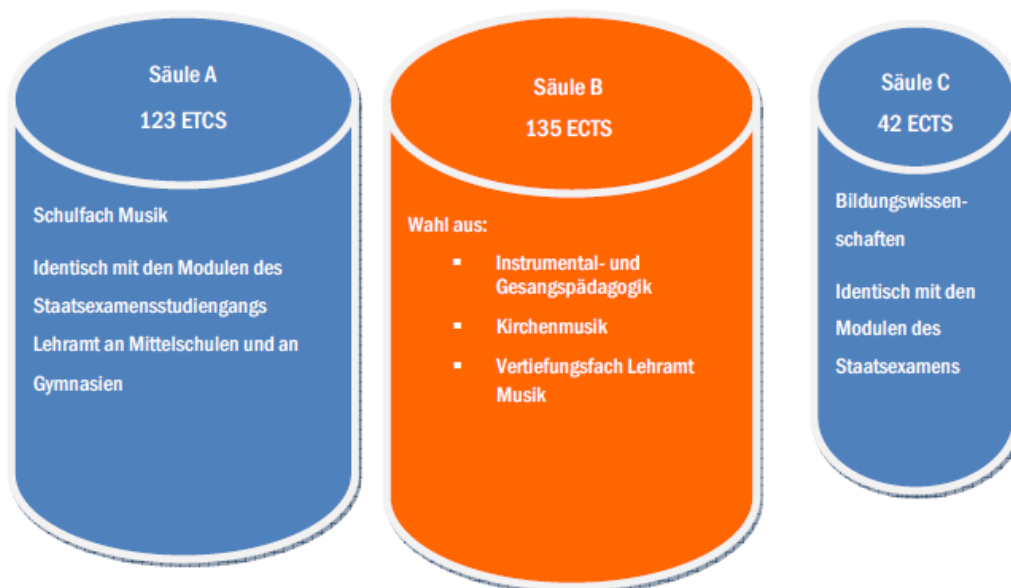 Säule A
123 ETCS
Schulfach Musik
Identisch mit den Modulen des
Staatsexamensstudiengangs
Lehramt an Mittelschulen und an
Gymnasien
Säule B
135 ECTS
Wahl aus:
▪ Instrumental- und
Gesangspädagogik
▪ Kirchenmusik
▪ Vertiefungsfach Lehramt
Musik
Säule C
42 ECTS
Bildungswissen-
schaften
Identisch mit den
Modulen des
Staatsexamens